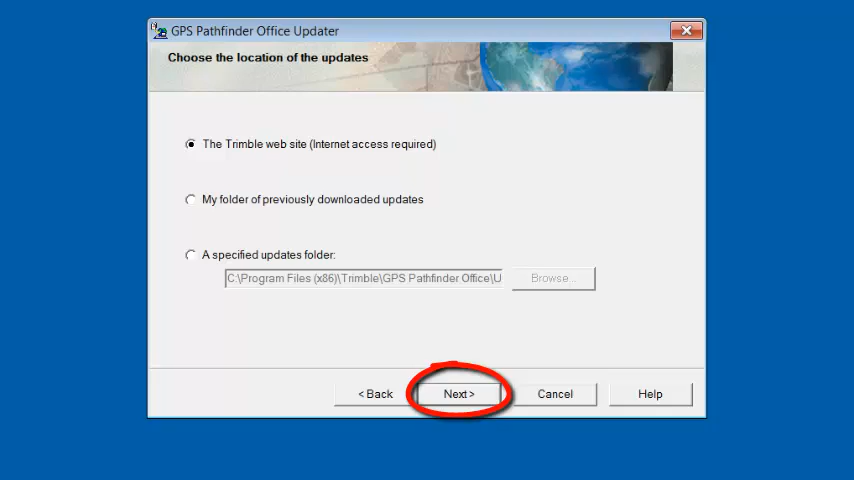 GPS Pathfinder Office Updater
Choose the location of the updates
The Trimble web site (Internet access required)
My folder of previously downloaded updates
A specified updates folder:
C:\Program Files (x86)\Trimble\GPS Pathfinder Office\U
Browse...
< Back
Next >
Cancel
Help